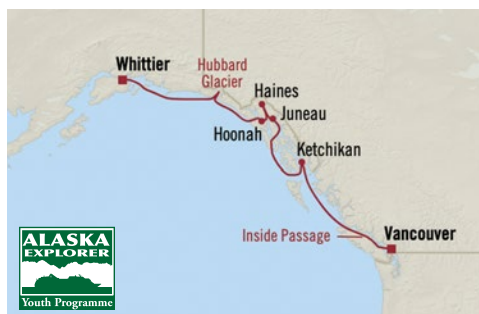 Whittier
Hubbard
Glacier
Haines
Juneau
Hoonah
Ketchikan
Inside Passage
Vancouver
ALASKA
EXPLORER
Youth Programme